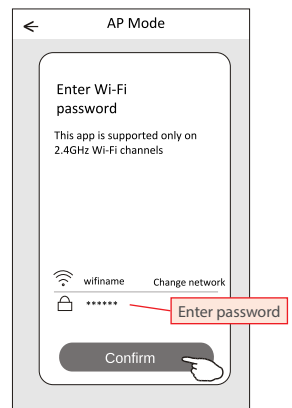 AP Mode
Enter Wi-Fi
password
This app is supported only on
2.4GHz Wi-Fi channels
wifiname Change network
******
Enter password
Confirm